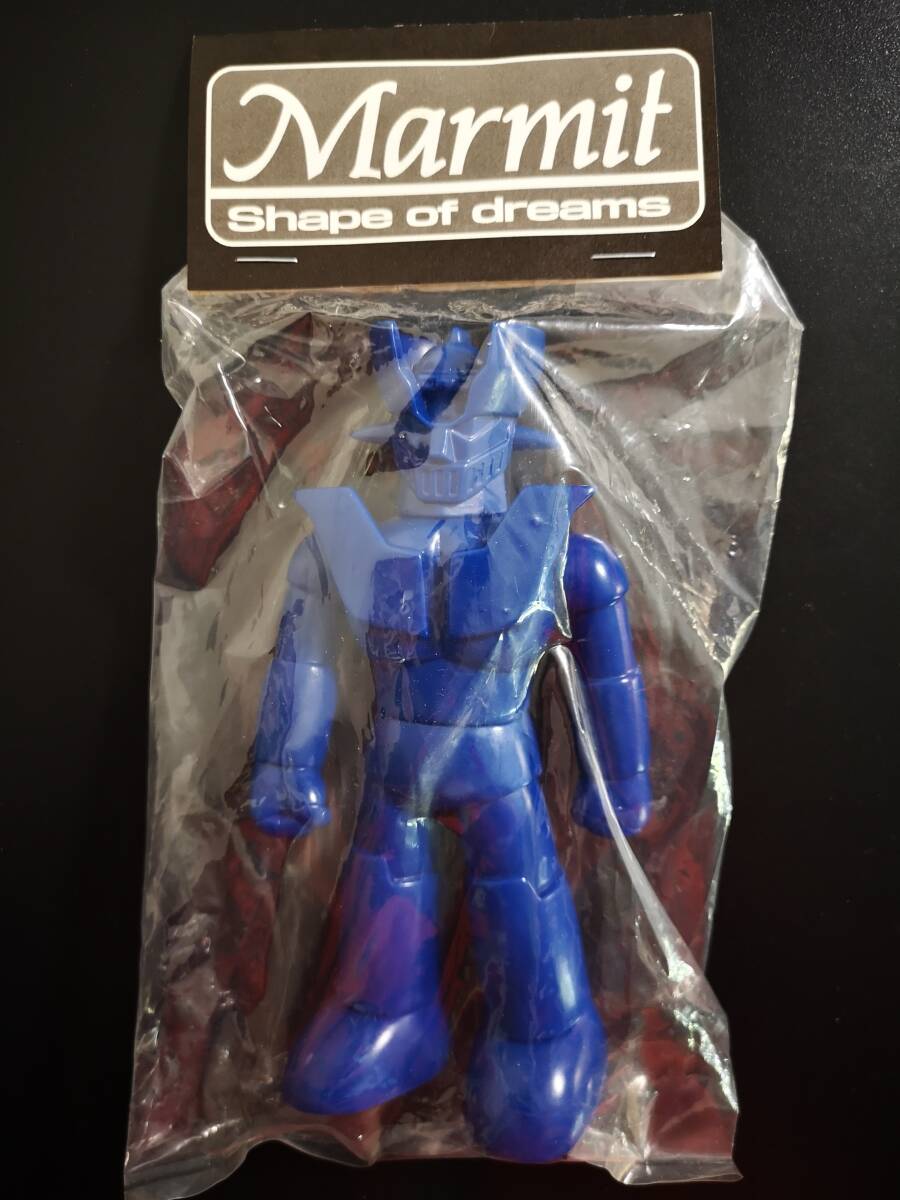 Marmit
Shape of dreams